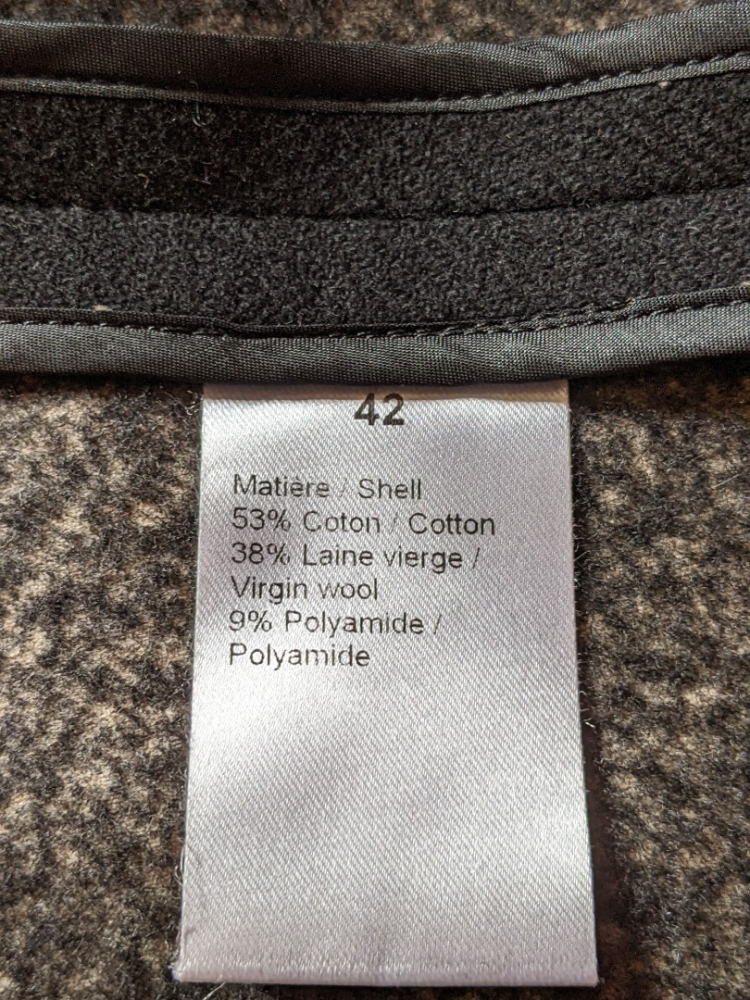 42
Matière / Shell
53% Coton / Cotton
38% Laine vierge /
Virgin wool
9% Polyamide /
Polyamide